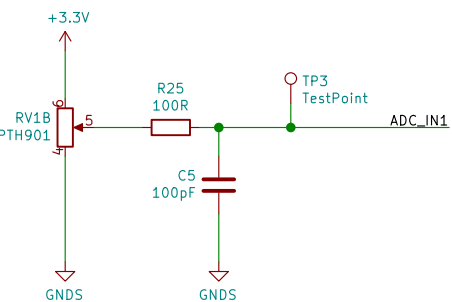 +3.3V
6
RV1B
PTH901
5
4
R25
100R
C5
100pF
TP3
TestPoint
ADC_IN1
GNDS
GNDS